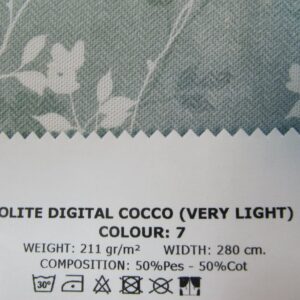 OLITE DIGITAL COCCO (VERY LIGHT)
COLOUR: 7
WEIGHT: 211 gr/m² WIDTH: 280 cm.
COMPOSITION: 50%Pes - 50%Cot
30°